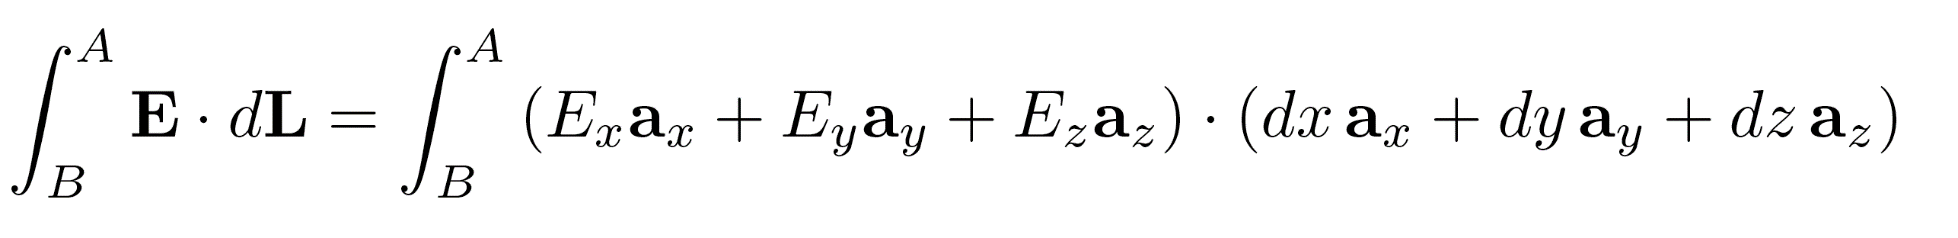 \int_B^A \mathbf{E} \cdot d\mathbf{L} = \int_B^A (E_x \mathbf{a}_x + E_y \mathbf{a}_y + E_z \mathbf{a}_z) \cdot (dx\, \mathbf{a}_x + dy\, \mathbf{a}_y + dz\, \mathbf{a}_z)